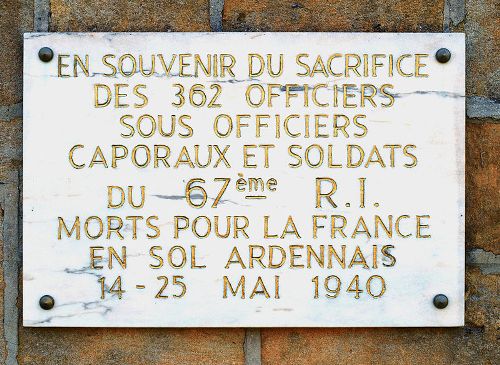 EN SOUVENIR DU SACRIFICE
DES 362 OFFICIERS
SOUS OFFICIERS
CAPORAUX ET SOLDATS
DU 67ème R.I.
MORTS POUR LA FRANCE
EN SOL ARDENNAIS
14-25 MAI 1940